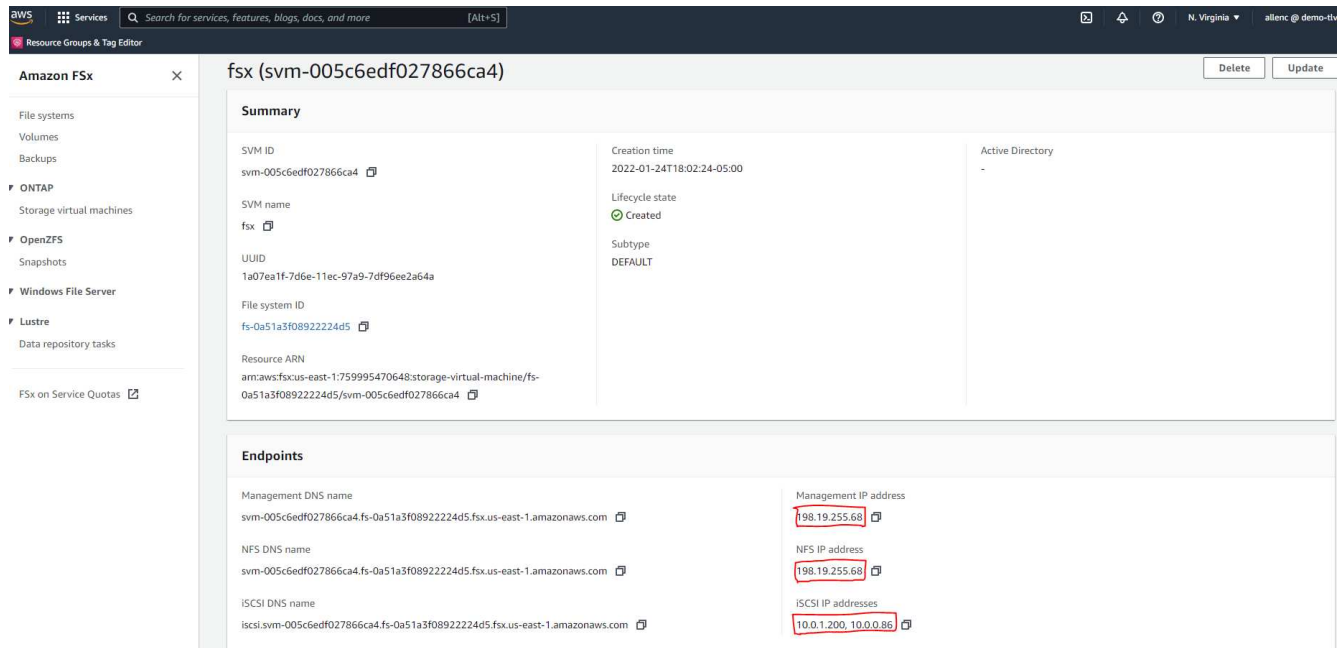 aws
Services
Search for services, features, blogs, docs, and more
[Alt+S]
N. Virginia ▼
allenc @ demo-tlv
Resource Groups & Tag Editor
Amazon FSx
File systems
Volumes
Backups
ONTAP
Storage virtual machines
OpenZFS
Snapshots
Windows File Server
Lustre
Data repository tasks
FSx on Service Quotas
fsx (svm-005c6edf027866ca4)
Delete
Update
Summary
SVM ID
svm-005c6edf027866ca4
SVM name
fsx
UUID
1a07ea1f-7d6e-11ec-97a9-7df96ee2a64a
File system ID
fs-0a51a3f08922224d5
Resource ARN
arn:aws:fsx:us-east-1:759995470648:storage-virtual-machine/fs-
0a51a3f08922224d5/svm-005c6edf027866ca4
Creation time
2022-01-24T18:02:24-05:00
Lifecycle state
Created
Subtype
DEFAULT
Active Directory
-
Endpoints
Management DNS name
svm-005c6edf027866ca4.fs-0a51a3f08922224d5.fsx.us-east-1.amazonaws.com
Management IP address
198.19.255.68
NFS DNS name
svm-005c6edf027866ca4.fs-0a51a3f08922224d5.fsx.us-east-1.amazonaws.com
NFS IP address
198.19.255.68
iSCSI DNS name
iscsi.svm-005c6edf027866ca4.fs-0a51a3f08922224d5.fsx.us-east-1.amazonaws.com
iSCSI IP addresses
10.0.1.200, 10.0.0.86